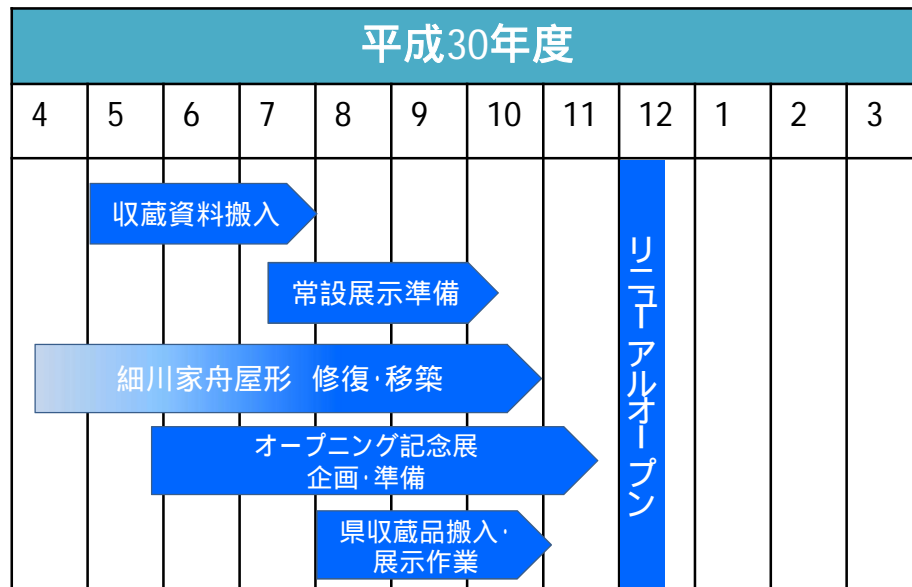 平成30年度
4 5 6 7 8 9 10 11 12 1 2 3
収蔵資料搬入
常設展示準備
細川家舟屋形 修復・移築
オープニング記念展
企画・準備
県収蔵品搬入・
展示作業
リニューアルオープン